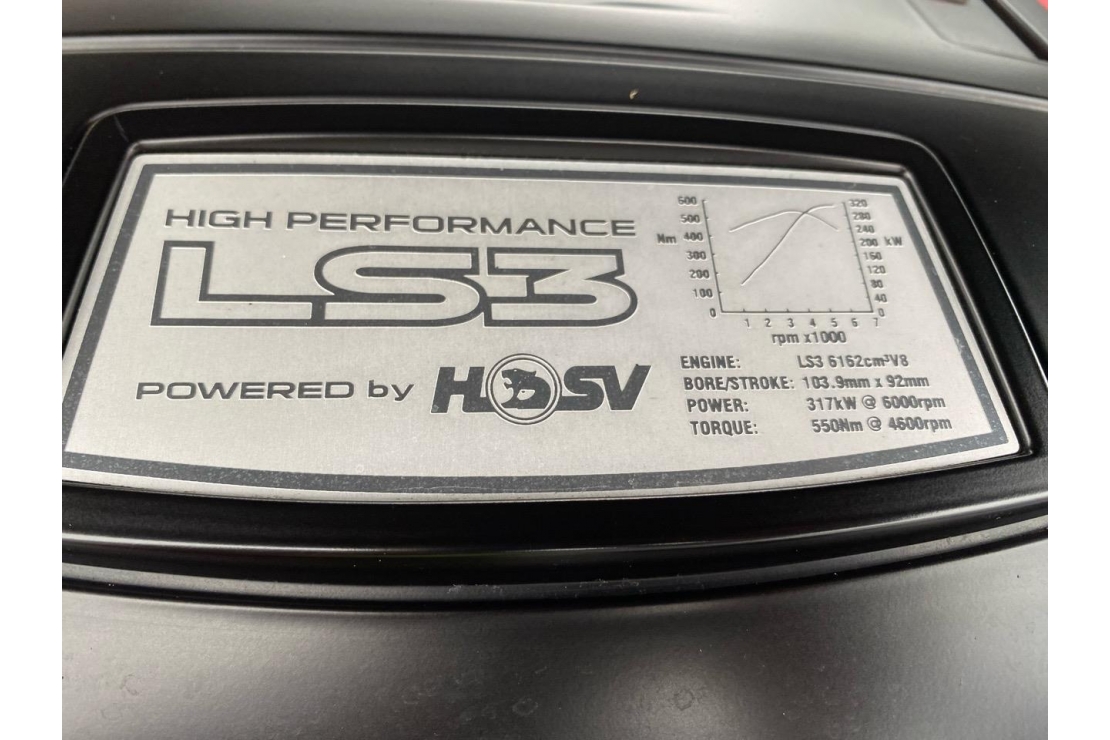 HIGH PERFORMANCE
LS3
POWERED by HSV
600
500
Nm 400
300
200
100
0
320
280
240
200 kW
160
120
80
40
0
1 2 3 4 5 6 7
rpm x1000
ENGINE: LS3 6162cm³V8
BORE/STROKE: 103.9mm x 92mm
POWER: 317kW @ 6000rpm
TORQUE: 550Nm @ 4600rpm